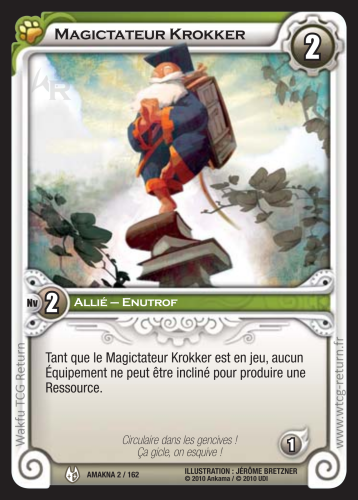 Magictateur Krokker
2
WR
Nv 2 Allié – Enutrof
Tant que le Magictateur Krokker est en jeu, aucun
Équipement ne peut être incliné pour produire une
Ressource.
Circulaire dans les gencives !
Ça gicle, on esquive !
1
AMAKNA 2 / 162
ILLUSTRATION : JÉRÔME BRETZNER
© 2010 Ankama / © 2010 UDI
Wakfu TCG Return
www.wtcg-return.fr